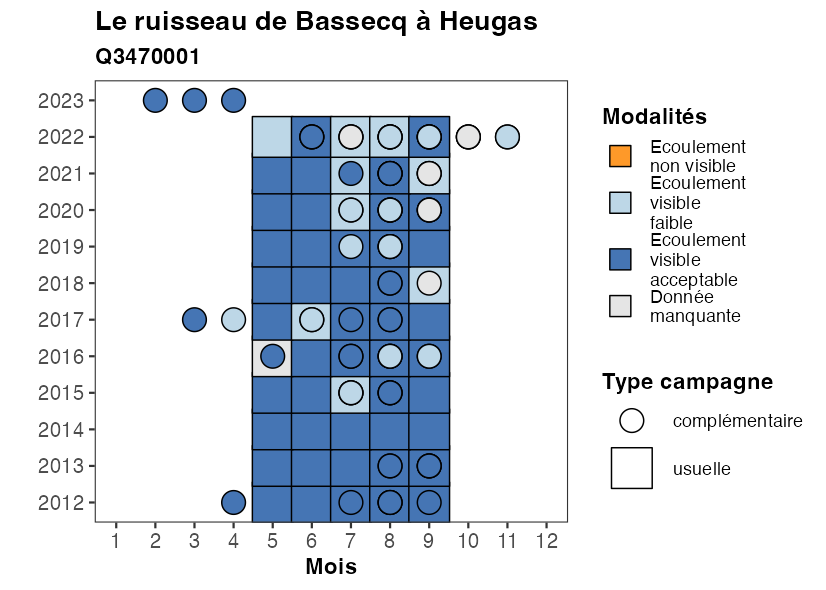 Le ruisseau de Bassecq à Heugas
Q3470001
2023
2022
2021
2020
2019
2018
2017
2016
2015
2014
2013
2012
1 2 3 4 5 6 7 8 9 10 11 12
Mois
Modalités
Ecoulement
non visible
Ecoulement
visible
faible
Ecoulement
visible
acceptable
Donnée
manquante
Type campagne
complémentaire
usuelle